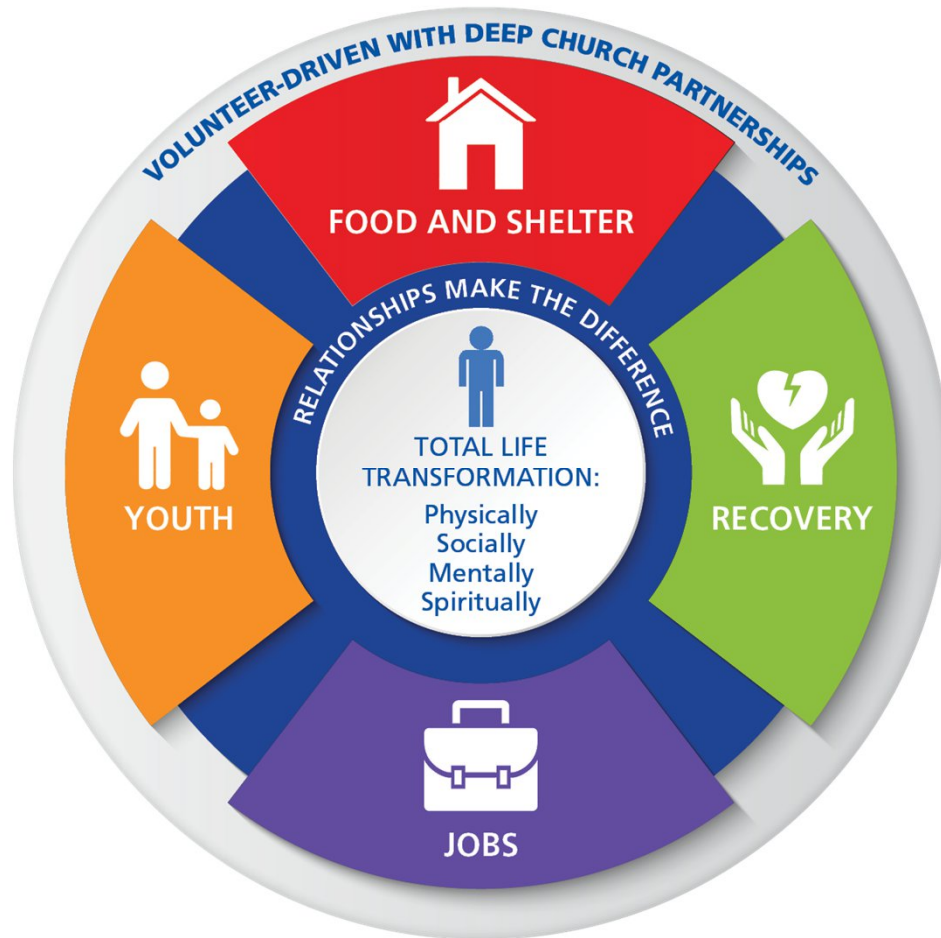 VOLUNTEER-DRIVEN WITH DEEP CHURCH PARTNERSHIPS
FOOD AND SHELTER
RELATIONSHIPS MAKE THE DIFFERENCE
YOUTH
TOTAL LIFE
TRANSFORMATION:
Physically
Socially
Mentally
Spiritually
RECOVERY
JOBS